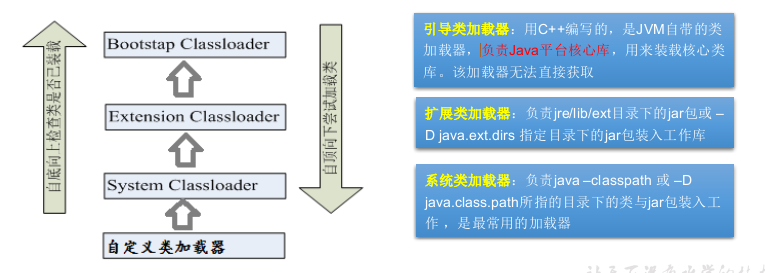 自底向上检查类是否已装载
Bootstap Classloader
Extension Classloader
System Classloader
自定义类加载器
自顶向下尝试加载类
引导类加载器：用C++编写的，是JVM自带的类
加载器，负责Java平台核心库，用来装载核心类
库。该加载器无法直接获取
扩展类加载器：负责jre/lib/ext目录下的jar包或 –
D java.ext.dirs 指定目录下的jar包装入工作库
系统类加载器：负责java –classpath 或 –D
java.class.path所指的目录下的类与jar包装入工
作 ，是最常用的加载器